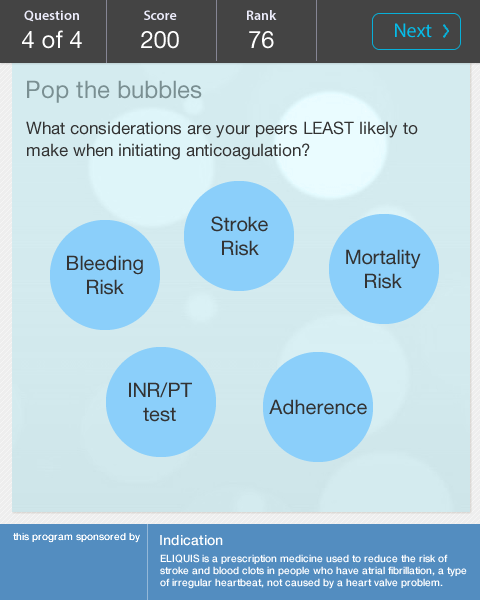 Question
4 of 4
Score
200
Rank
76
Next
Pop the bubbles
What considerations are your peers LEAST likely to
make when initiating anticoagulation?
Stroke
Risk
Bleeding
Risk
Mortality
Risk
INR/PT
test
Adherence
this program sponsored by
Indication
ELIQUIS is a prescription medicine used to reduce the risk of
stroke and blood clots in people who have atrial fibrillation, a type
of irregular heartbeat, not caused by a heart valve problem.